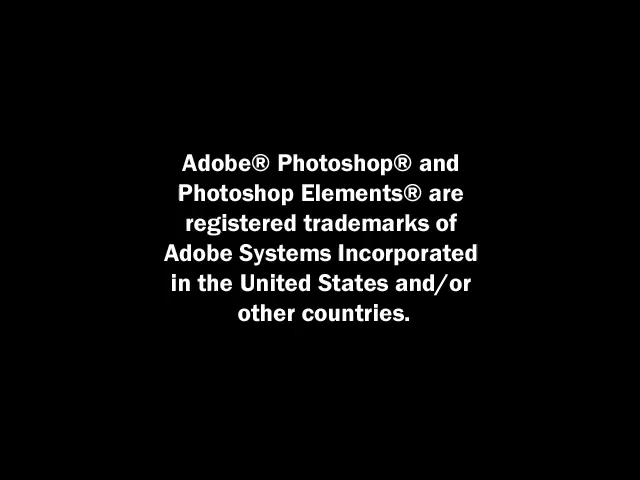 Adobe® Photoshop® and
Photoshop Elements® are
registered trademarks of
Adobe Systems Incorporated
in the United States and/or
other countries.